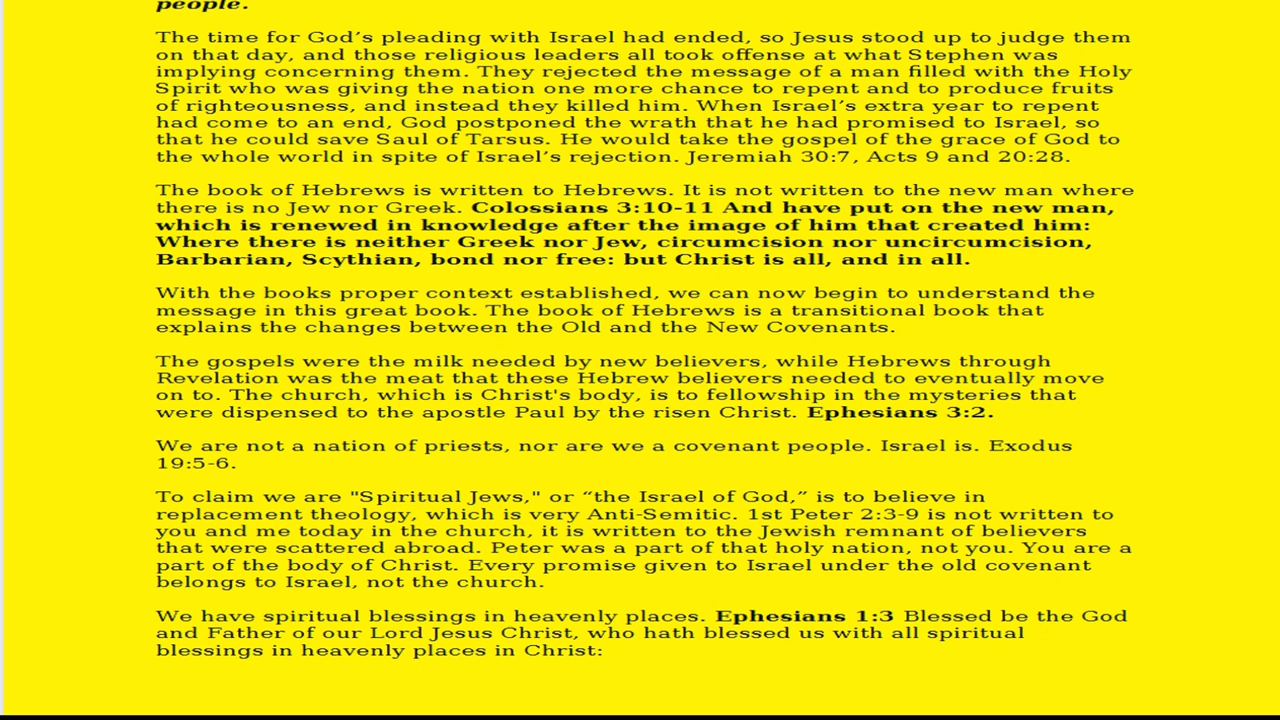 people.
The time for God’s pleading with Israel had ended, so Jesus stood up to judge them
on that day, and those religious leaders all took offense at what Stephen was
implying concerning them. They rejected the message of a man filled with the Holy
Spirit who was giving the nation one more chance to repent and to produce fruits
of righteousness, and instead they killed him. When Israel’s extra year to repent
had come to an end, God postponed the wrath that he had promised to Israel, so
that he could save Saul of Tarsus. He would take the gospel of the grace of God to
the whole world in spite of Israel’s rejection. Jeremiah 30:7, Acts 9 and 20:28.
The book of Hebrews is written to Hebrews. It is not written to the new man where
there is no Jew nor Greek. Colossians 3:10-11 And have put on the new man,
which is renewed in knowledge after the image of him that created him:
Where there is neither Greek nor Jew, circumcision nor uncircumcision,
Barbarian, Scythian, bond nor free: but Christ is all, and in all.
With the books proper context established, we can now begin to understand the
message in this great book. The book of Hebrews is a transitional book that
explains the changes between the Old and the New Covenants.
The gospels were the milk needed by new believers, while Hebrews through
Revelation was the meat that these Hebrew believers needed to eventually move
on to. The church, which is Christ's body, is to fellowship in the mysteries that
were dispensed to the apostle Paul by the risen Christ. Ephesians 3:2.
We are not a nation of priests, nor are we a covenant people. Israel is. Exodus
19:5-6.
To claim we are "Spiritual Jews," or “the Israel of God,” is to believe in
replacement theology, which is very Anti-Semitic. 1st Peter 2:3-9 is not written to
you and me today in the church, it is written to the Jewish remnant of believers
that were scattered abroad. Peter was a part of that holy nation, not you. You are a
part of the body of Christ. Every promise given to Israel under the old covenant
belongs to Israel, not the church.
We have spiritual blessings in heavenly places. Ephesians 1:3 Blessed be the God
and Father of our Lord Jesus Christ, who hath blessed us with all spiritual
blessings in heavenly places in Christ: